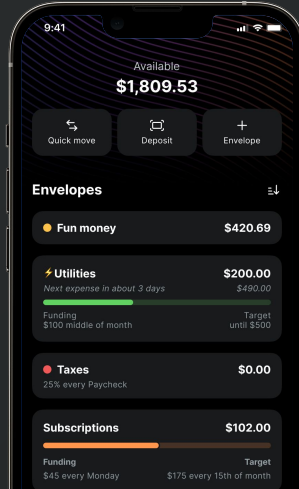 9:41
Available
$1,809.53
Quick move
Deposit
Envelope
Envelopes
Fun money $420.69
⚡Utilities $200.00
Next expense in about 3 days $490.00
Funding Target
$100 middle of month until $500
Taxes $0.00
25% every Paycheck
Subscriptions $102.00
Funding Target
$45 every Monday $175 every 15th of month